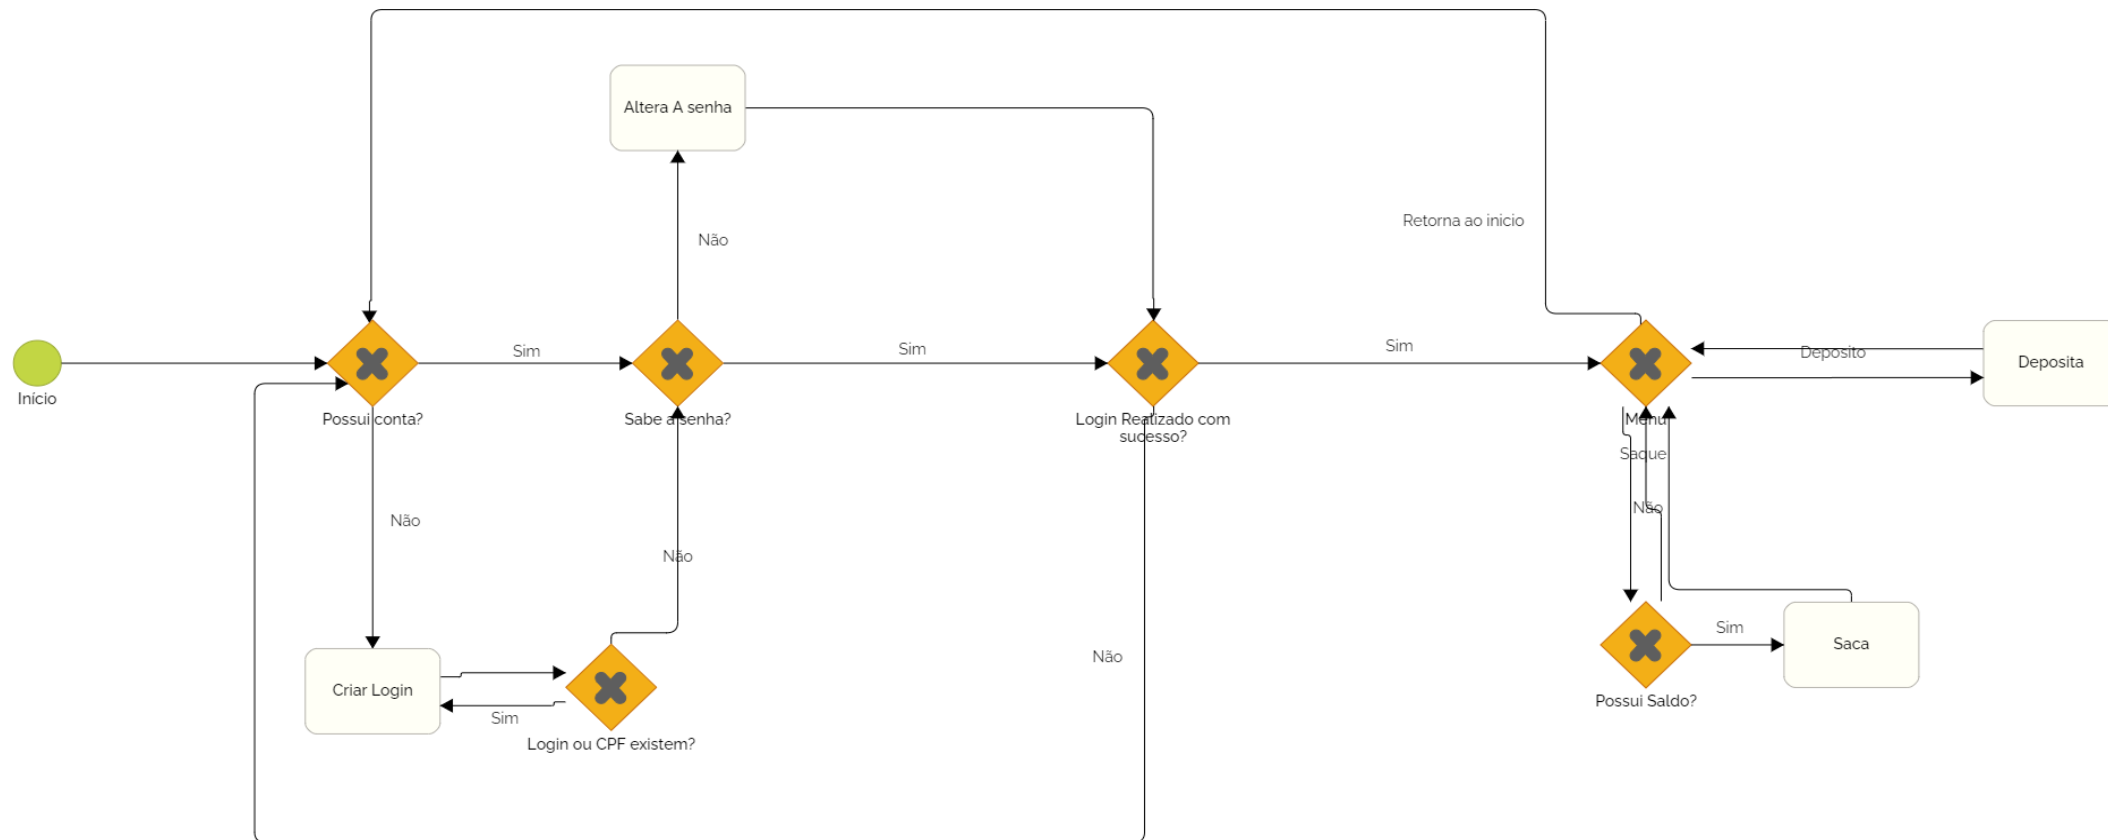 Altera A senha
Retorna ao inicio
Não
Sim
Sim
Sim
Deposito
Deposita
Início
Possui conta?
Sabe a senha?
Login Realizado com
sucesso?
Menu
Saque
Não
Não
Não
Não
Sim
Saca
Criar Login
Sim
Possui Saldo?
Login ou CPF existem?